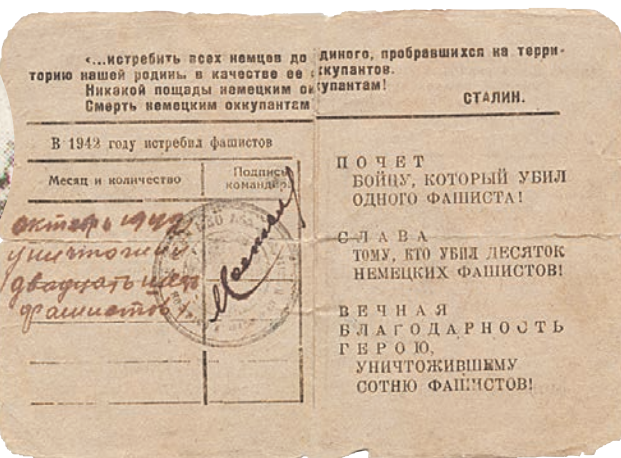 «...истребить всех немцев до единого, пробравшихся на терри-
торию нашей родины в качестве ее оккупантов.
Никакой пощады немецким оккупантам!
Смерть немецким оккупантам
СТАЛИН.
В 1942 году истребил фашистов
Месяц и количество
Подпись
командира
октябрь 1942
уничтожил
двадцать
фашистов
ПОЧЕТ
БОЙЦУ, КОТОРЫЙ УБИЛ
ОДНОГО ФАШИСТА!
СЛАВА
ТОМУ, КТО УБИЛ ДЕСЯТОК
НЕМЕЦКИХ ФАШИСТОВ!
ВЕЧНАЯ
БЛАГОДАРНОСТЬ
ГЕРОЮ,
УНИЧТОЖИВШЕМУ
СОТНЮ ФАШИСТОВ!